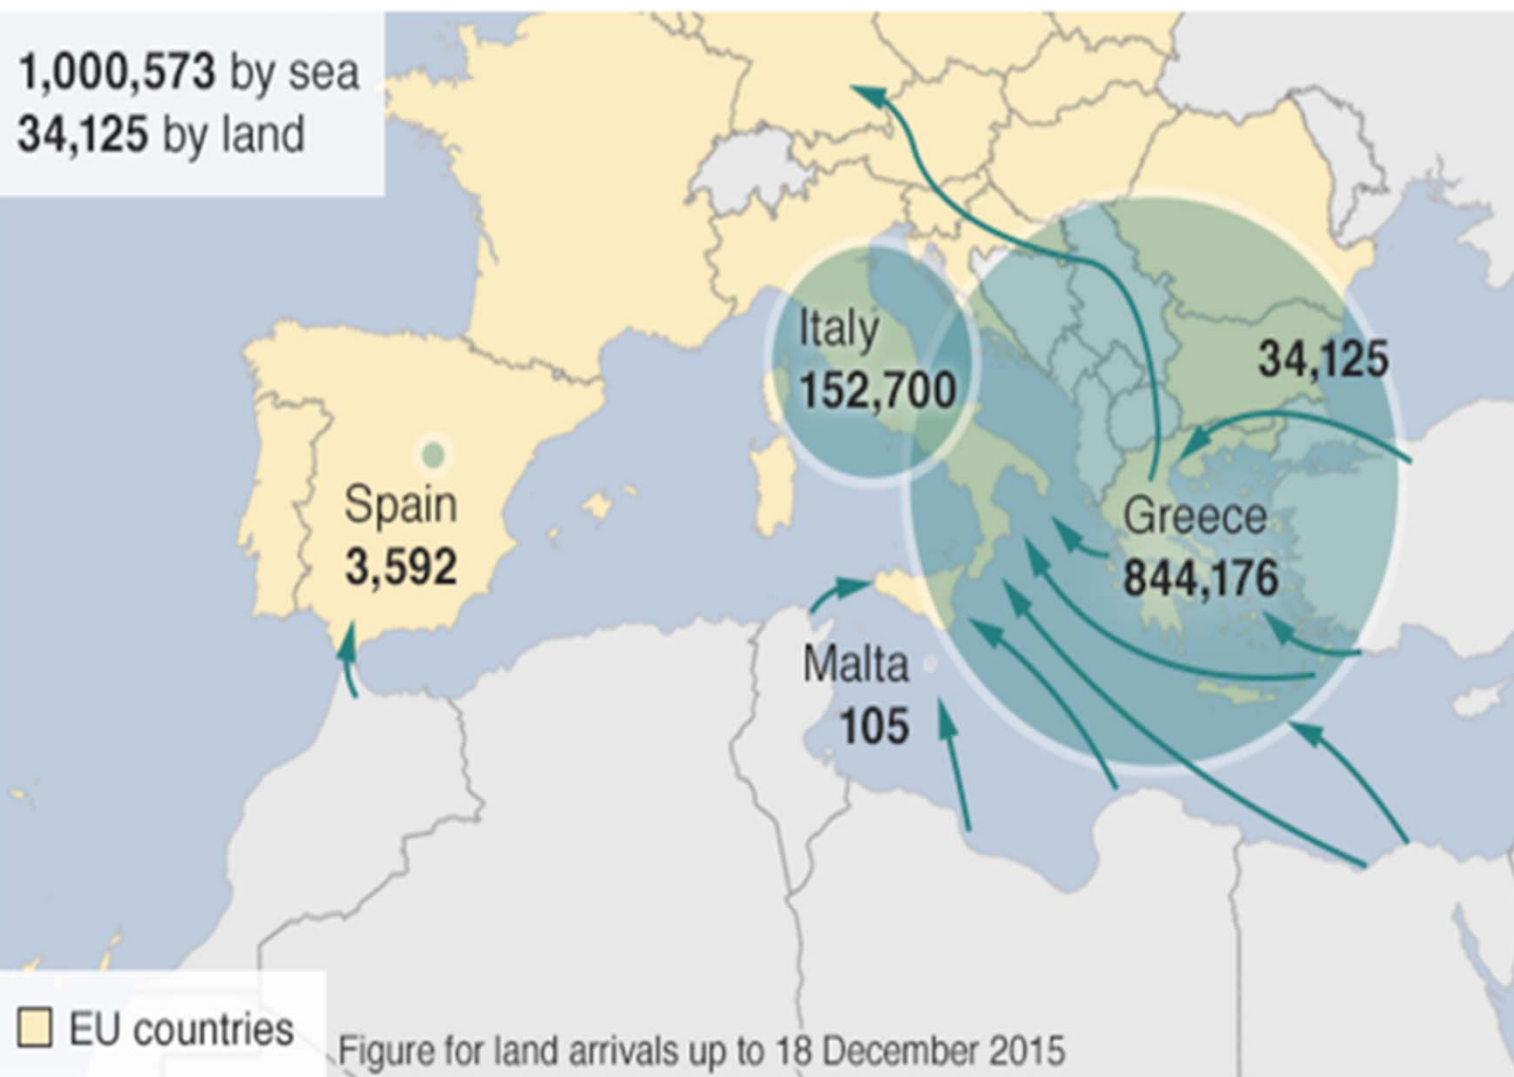 1,000,573 by sea
34,125 by land
Italy
152,700
34,125
Spain
3,592
Greece
844,176
Malta
105
EU countries
Figure for land arrivals up to 18 December 2015